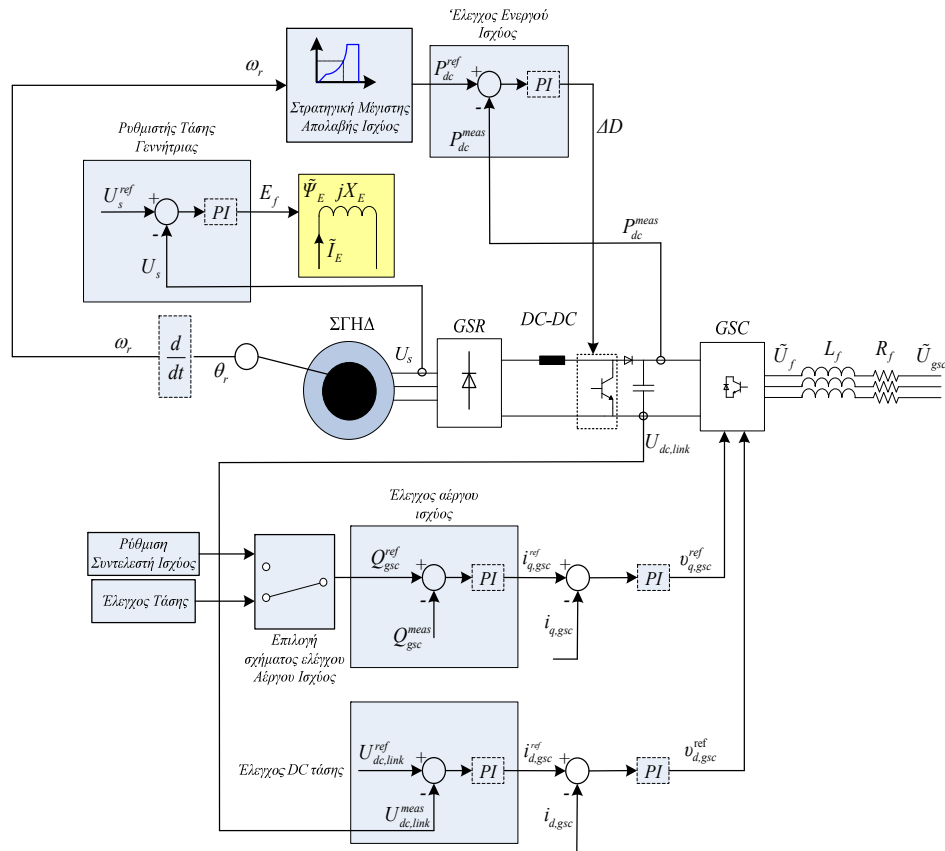 Έλεγχος Ενεργού
Ισχύος
ω_r
P_dc^ref
+
-
PI
Στρατηγική Μέγιστης
Απολαβής Ισχύος
P_dc^meas
ΔD
Ρυθμιστής Τάσης
Γεννήτριας
U_s^ref
+
-
PI
E_f
Ψ̃_E jX_E
Ĩ_E
U_s
P_dc^meas
ΣΓΗΔ
GSR
DC-DC
GSC
ω_r
d
dt
θ_r
U_s
Ũ_f
L_f
R_f
Ũ_gsc
U_dc,link
Έλεγχος αέργου
ισχύος
Ρύθμιση
Συντελεστή Ισχύος
Έλεγχος Τάσης
Q_gsc^ref
+
-
PI
i_q,gsc^ref
+
-
PI
υ_q,gsc^ref
Q_gsc^meas
i_q,gsc
Επιλογή
σχήματος ελέγχου
Αέργου Ισχύος
Έλεγχος DC τάσης
U_dc,link^ref
+
-
PI
i_d,gsc^ref
+
-
PI
υ_d,gsc^ref
U_dc,link^meas
i_d,gsc